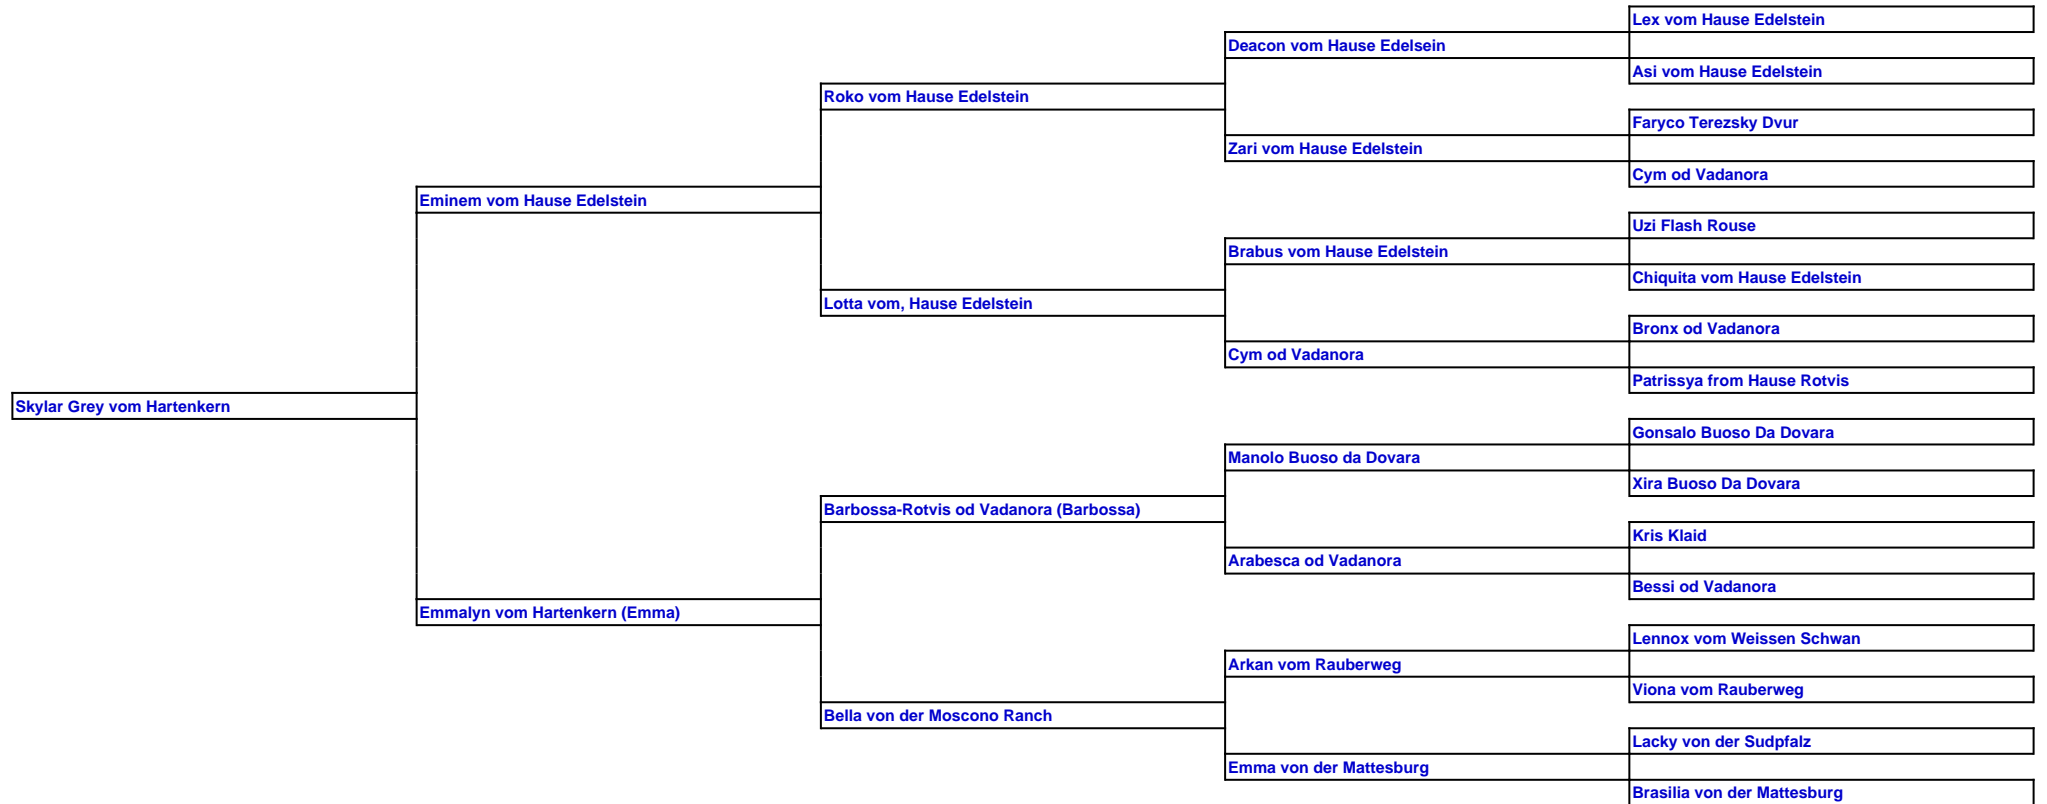 Lex vom Hause Edelstein
Deacon vom Hause Edelsein
Asi vom Hause Edelstein
Roko vom Hause Edelstein
Faryco Terezsky Dvur
Zari vom Hause Edelstein
Cym od Vadanora
Eminem vom Hause Edelstein
Uzi Flash Rouse
Brabus vom Hause Edelstein
Chiquita vom Hause Edelstein
Lotta vom, Hause Edelstein
Bronx od Vadanora
Cym od Vadanora
Patrissya from Hause Rotvis
Skylar Grey vom Hartenkern
Gonsalo Buoso Da Dovara
Manolo Buoso da Dovara
Xira Buoso Da Dovara
Barbossa-Rotvis od Vadanora (Barbossa)
Kris Klaid
Arabesca od Vadanora
Bessi od Vadanora
Emmalyn vom Hartenkern (Emma)
Lennox vom Weissen Schwan
Arkan vom Rauberweg
Viona vom Rauberweg
Bella von der Moscono Ranch
Lacky von der Sudpfalz
Emma von der Mattesburg
Brasilia von der Mattesburg